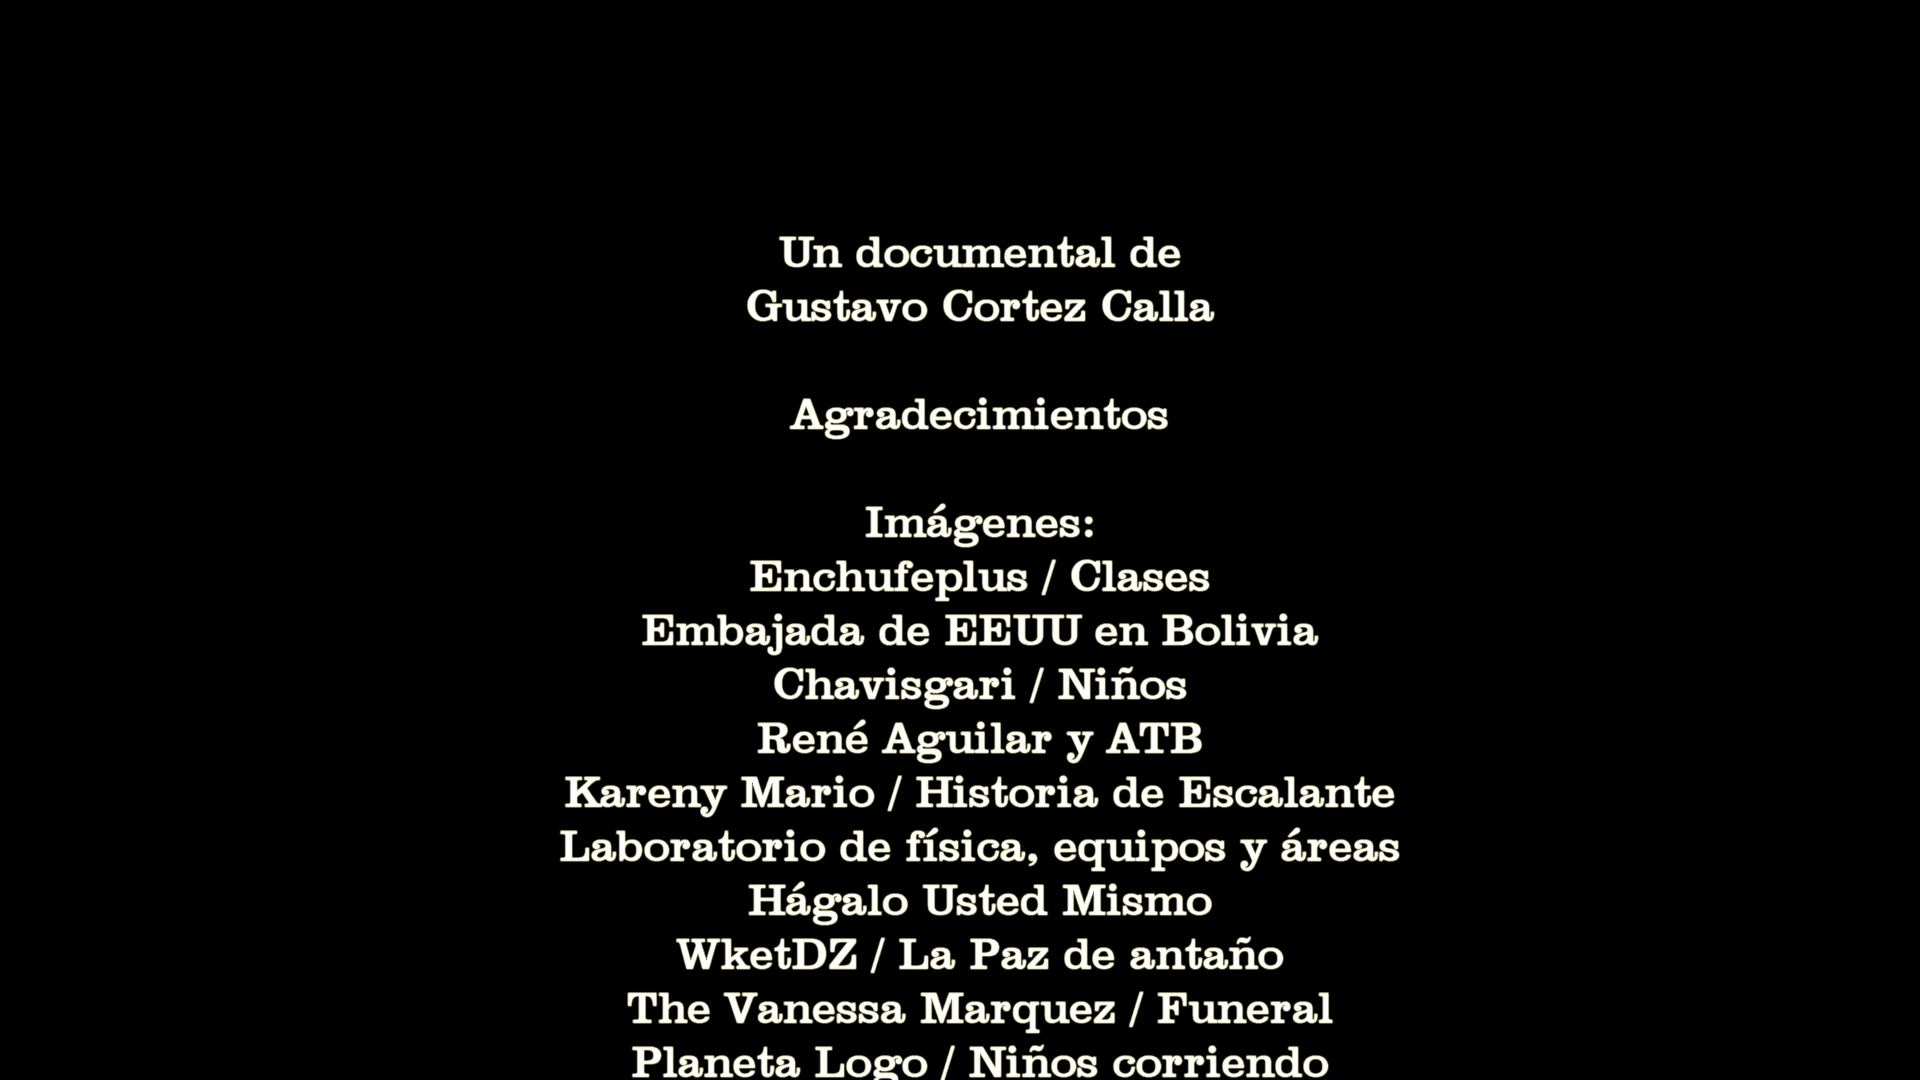 Un documental de
Gustavo Cortez Calla
Agradecimientos
Imágenes:
Enchufeplus / Clases
Embajada de EEUU en Bolivia
Chavisgari / Niños
René Aguilar y ATB
Kareny Mario / Historia de Escalante
Laboratorio de física, equipos y áreas
Hágalo Usted Mismo
WketDZ / La Paz de antaño
The Vanessa Marquez / Funeral
Planeta Logo / Niños corriendo